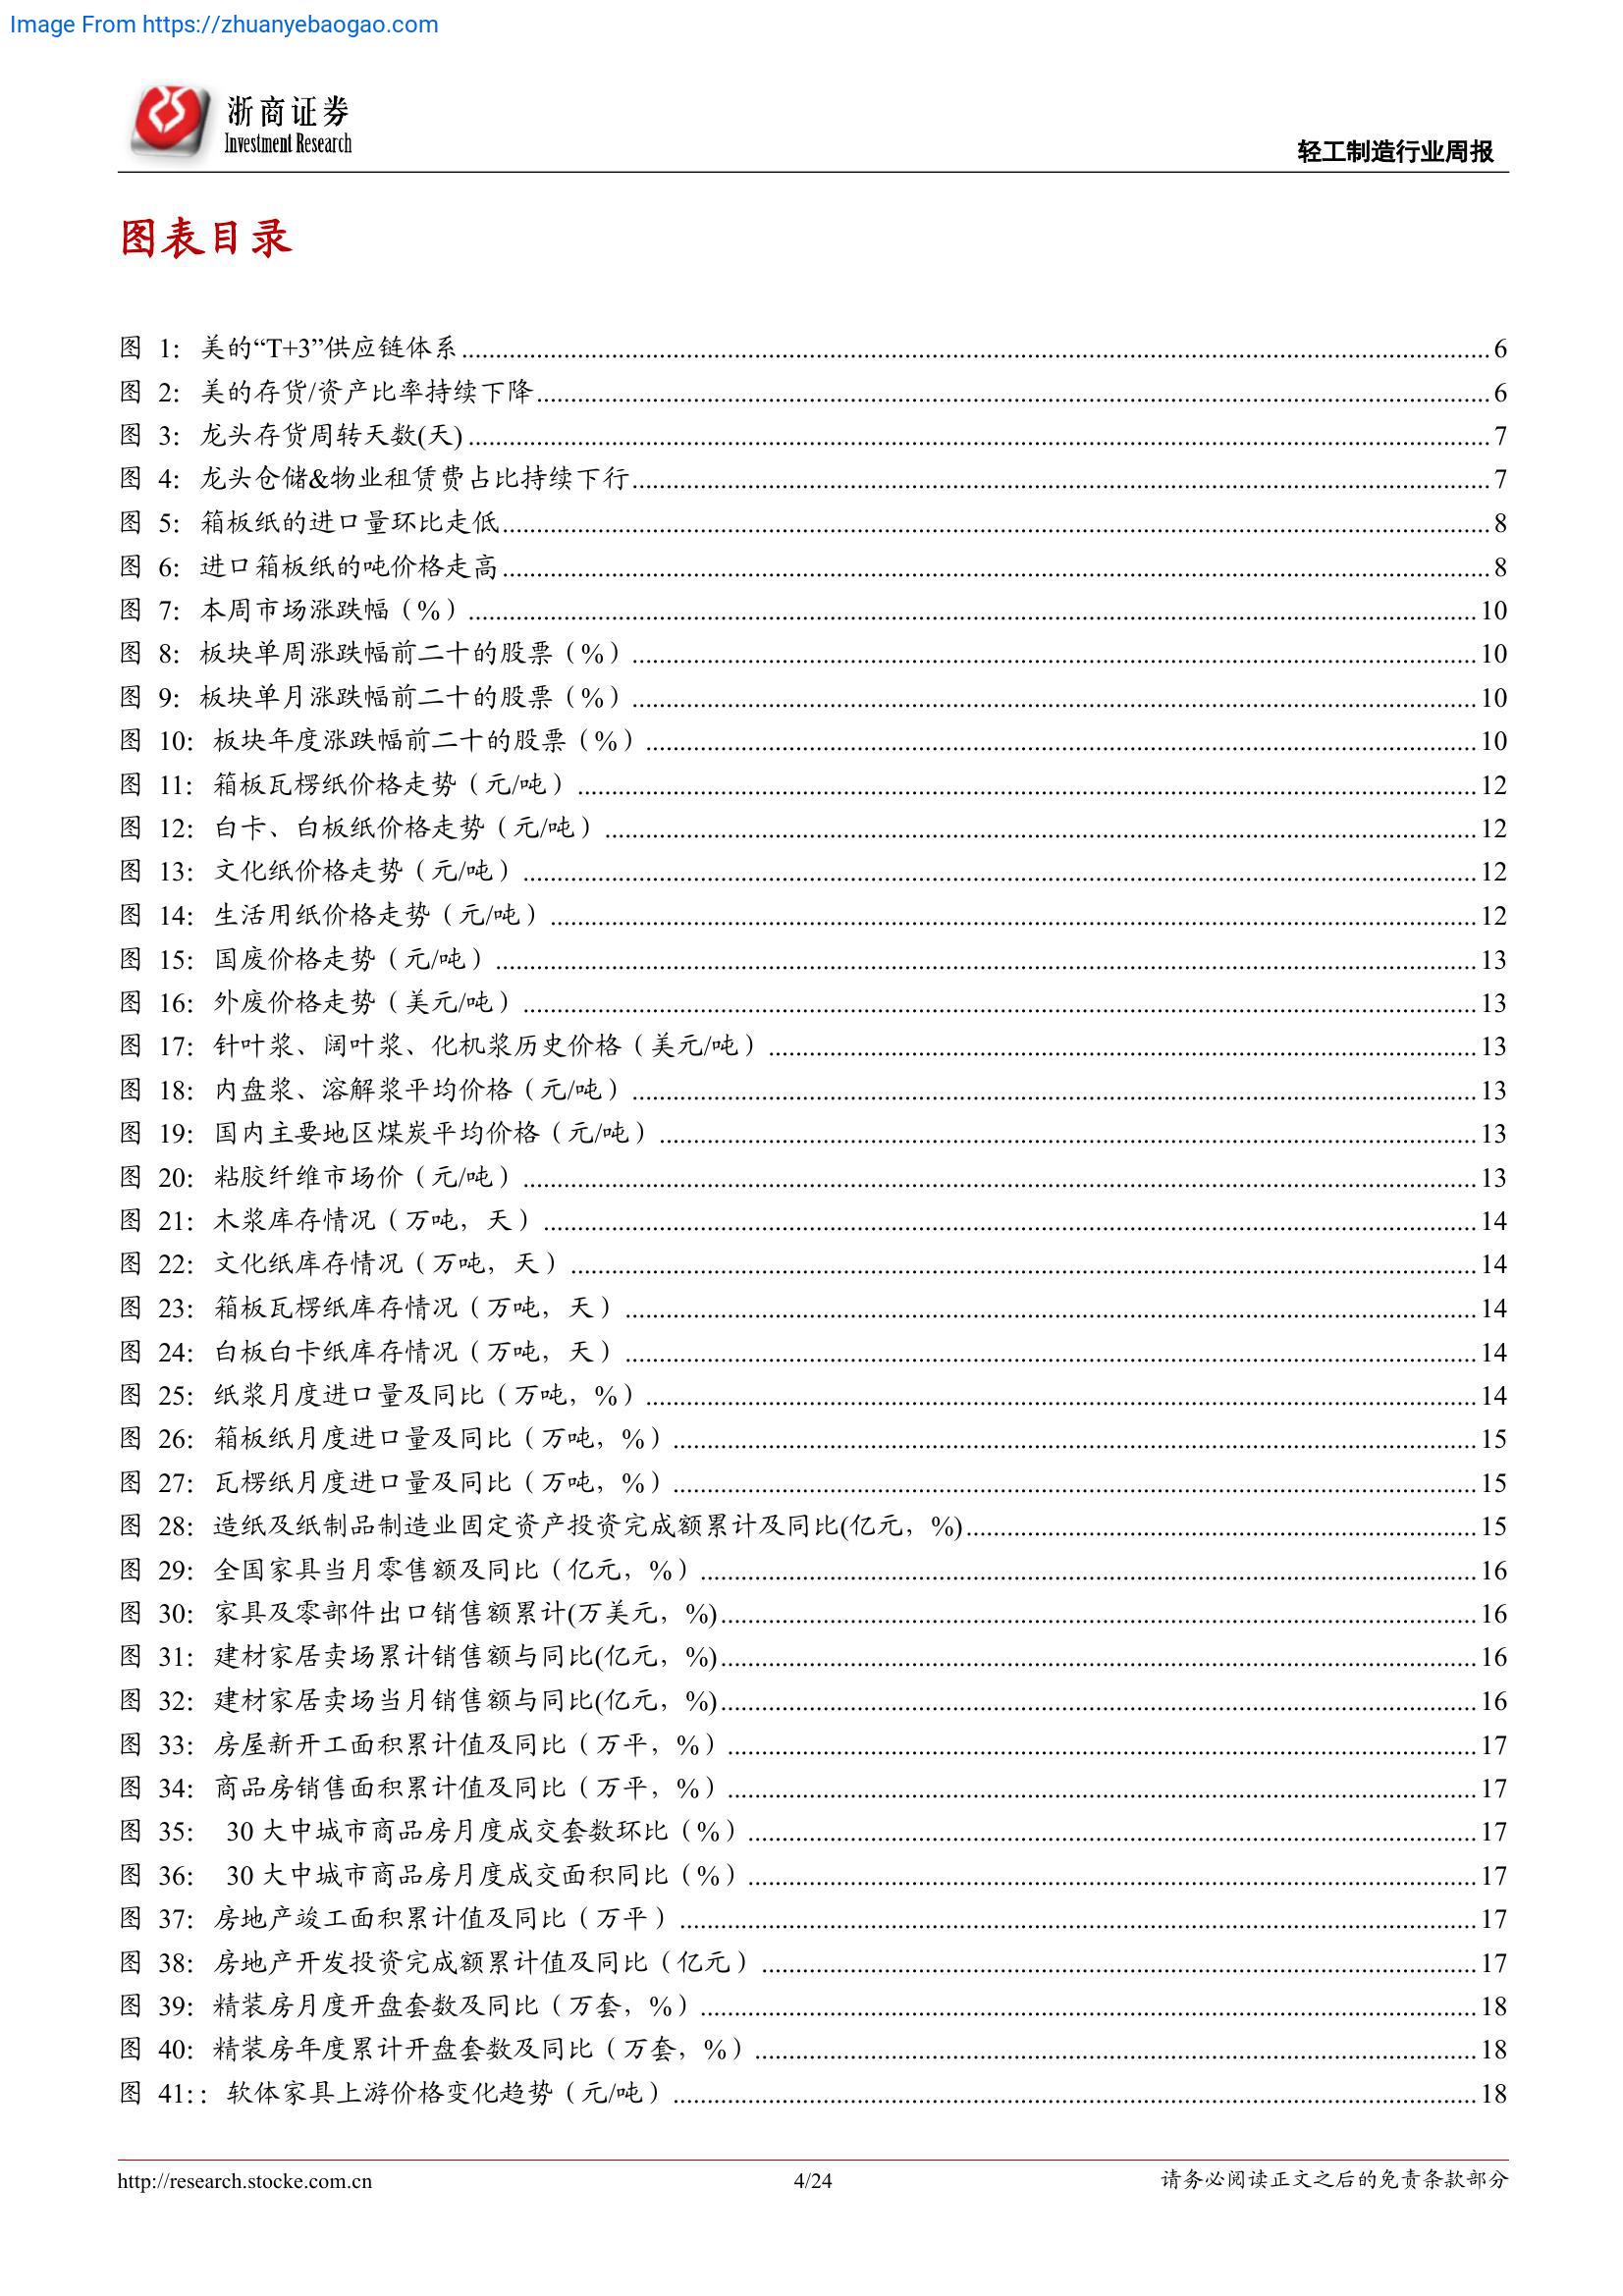 Image From https://zhuanyebaogao.com
浙商证券
Investment Research
轻工制造行业周报
图表目录
图 1：美的“T+3”供应链体系 6
图 2：美的存货/资产比率持续下降 6
图 3：龙头存货周转天数(天) 7
图 4：龙头仓储&物业租赁费占比持续下行 7
图 5：箱板纸的进口量环比走低 8
图 6：进口箱板纸的吨价格走高 8
图 7：本周市场涨跌幅（%） 10
图 8：板块单周涨跌幅前二十的股票（%） 10
图 9：板块单月涨跌幅前二十的股票（%） 10
图 10：板块年度涨跌幅前二十的股票（%） 10
图 11：箱板瓦楞纸价格走势（元/吨） 12
图 12：白卡、白板纸价格走势（元/吨） 12
图 13：文化纸价格走势（元/吨） 12
图 14：生活用纸价格走势（元/吨） 12
图 15：国废价格走势（元/吨） 13
图 16：外废价格走势（美元/吨） 13
图 17：针叶浆、阔叶浆、化机浆历史价格（美元/吨） 13
图 18：内盘浆、溶解浆平均价格（元/吨） 13
图 19：国内主要地区煤炭平均价格（元/吨） 13
图 20：粘胶纤维市场价（元/吨） 13
图 21：木浆库存情况（万吨，天） 14
图 22：文化纸库存情况（万吨，天） 14
图 23：箱板瓦楞纸库存情况（万吨，天） 14
图 24：白板白卡纸库存情况（万吨，天） 14
图 25：纸浆月度进口量及同比（万吨，%） 14
图 26：箱板纸月度进口量及同比（万吨，%） 15
图 27：瓦楞纸月度进口量及同比（万吨，%） 15
图 28：造纸及纸制品制造业固定资产投资完成额累计及同比(亿元，%) 15
图 29：全国家具当月零售额及同比（亿元，%） 16
图 30：家具及零部件出口销售额累计(万美元，%) 16
图 31：建材家居卖场累计销售额与同比(亿元，%) 16
图 32：建材家居卖场当月销售额与同比(亿元，%) 16
图 33：房屋新开工面积累计值及同比（万平，%） 17
图 34：商品房销售面积累计值及同比（万平，%） 17
图 35： 30 大中城市商品房月度成交套数环比（%） 17
图 36： 30 大中城市商品房月度成交面积同比（%） 17
图 37：房地产竣工面积累计值及同比（万平） 17
图 38：房地产开发投资完成额累计值及同比（亿元） 17
图 39：精装房月度开盘套数及同比（万套，%） 18
图 40：精装房年度累计开盘套数及同比（万套，%） 18
图 41:：软体家具上游价格变化趋势（元/吨） 18
http://research.stocke.com.cn 4/24 请务必阅读正文之后的免责条款部分